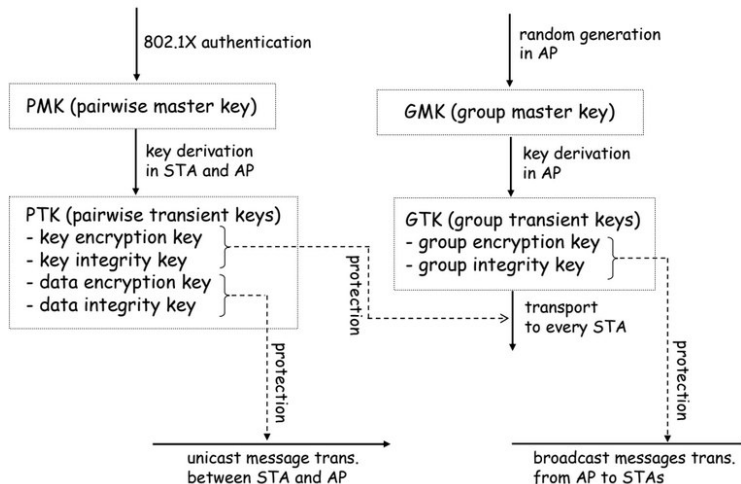 802.1X authentication
PMK (pairwise master key)
key derivation
in STA and AP
PTK (pairwise transient keys)
- key encryption key
- key integrity key
- data encryption key
- data integrity key
protection
unicast message trans.
between STA and AP
random generation
in AP
GMK (group master key)
key derivation
in AP
GTK (group transient keys)
- group encryption key
- group integrity key
protection
transport
to every STA
protection
broadcast messages trans.
from AP to STAs